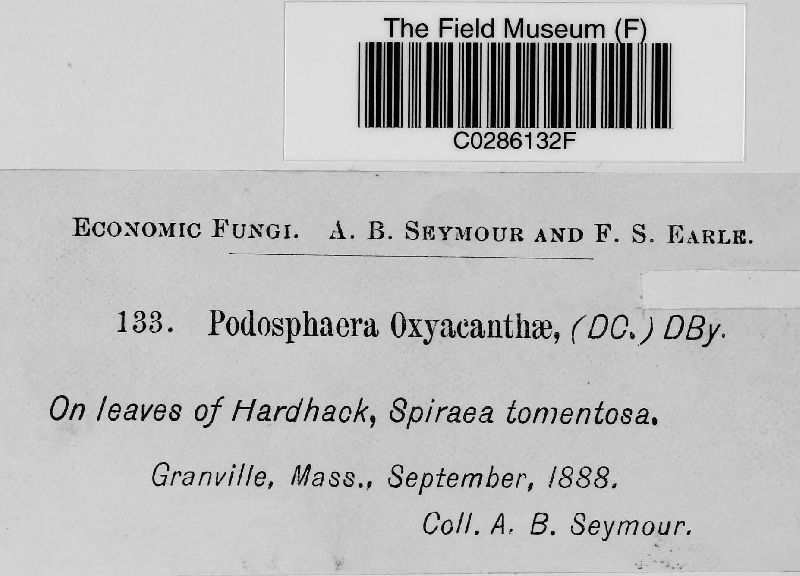 The Field Museum (F)
C0286132F
ECONOMIC FUNGI. A. B. SEYMOUR AND F. S. EARLE.
133. Podosphaera Oxyacanthæ, (DC.) DBy.
On leaves of Hardhack, Spiraea tomentosa.
Granville, Mass., September, 1888.
Coll. A. B. Seymour.